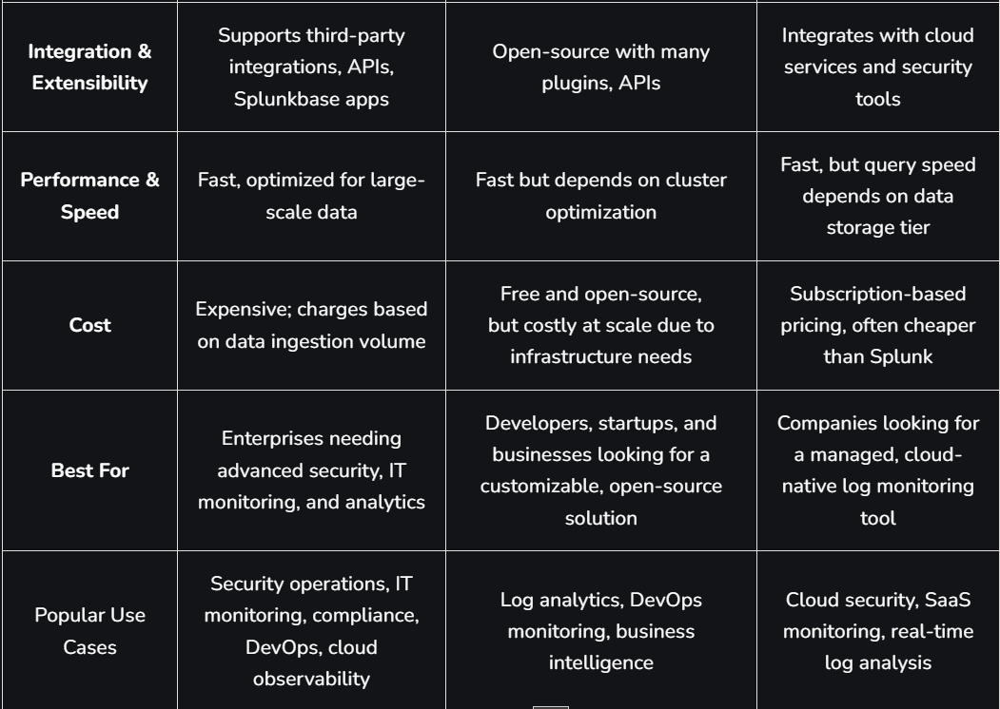 Integration &
Extensibility
Supports third-party
integrations, APIs,
Splunkbase apps
Open-source with many
plugins, APIs
Integrates with cloud
services and security
tools
Performance &
Speed
Fast, optimized for large-
scale data
Fast but depends on cluster
optimization
Fast, but query speed
depends on data
storage tier
Cost
Expensive; charges based
on data ingestion volume
Free and open-source,
but costly at scale due to
infrastructure needs
Subscription-based
pricing, often cheaper
than Splunk
Best For
Enterprises needing
advanced security, IT
monitoring, and analytics
Developers, startups, and
businesses looking for a
customizable, open-source
solution
Companies looking for
a managed, cloud-
native log monitoring
tool
Popular Use
Cases
Security operations, IT
monitoring, compliance,
DevOps, cloud
observability
Log analytics, DevOps
monitoring, business
intelligence
Cloud security, SaaS
monitoring, real-time
log analysis